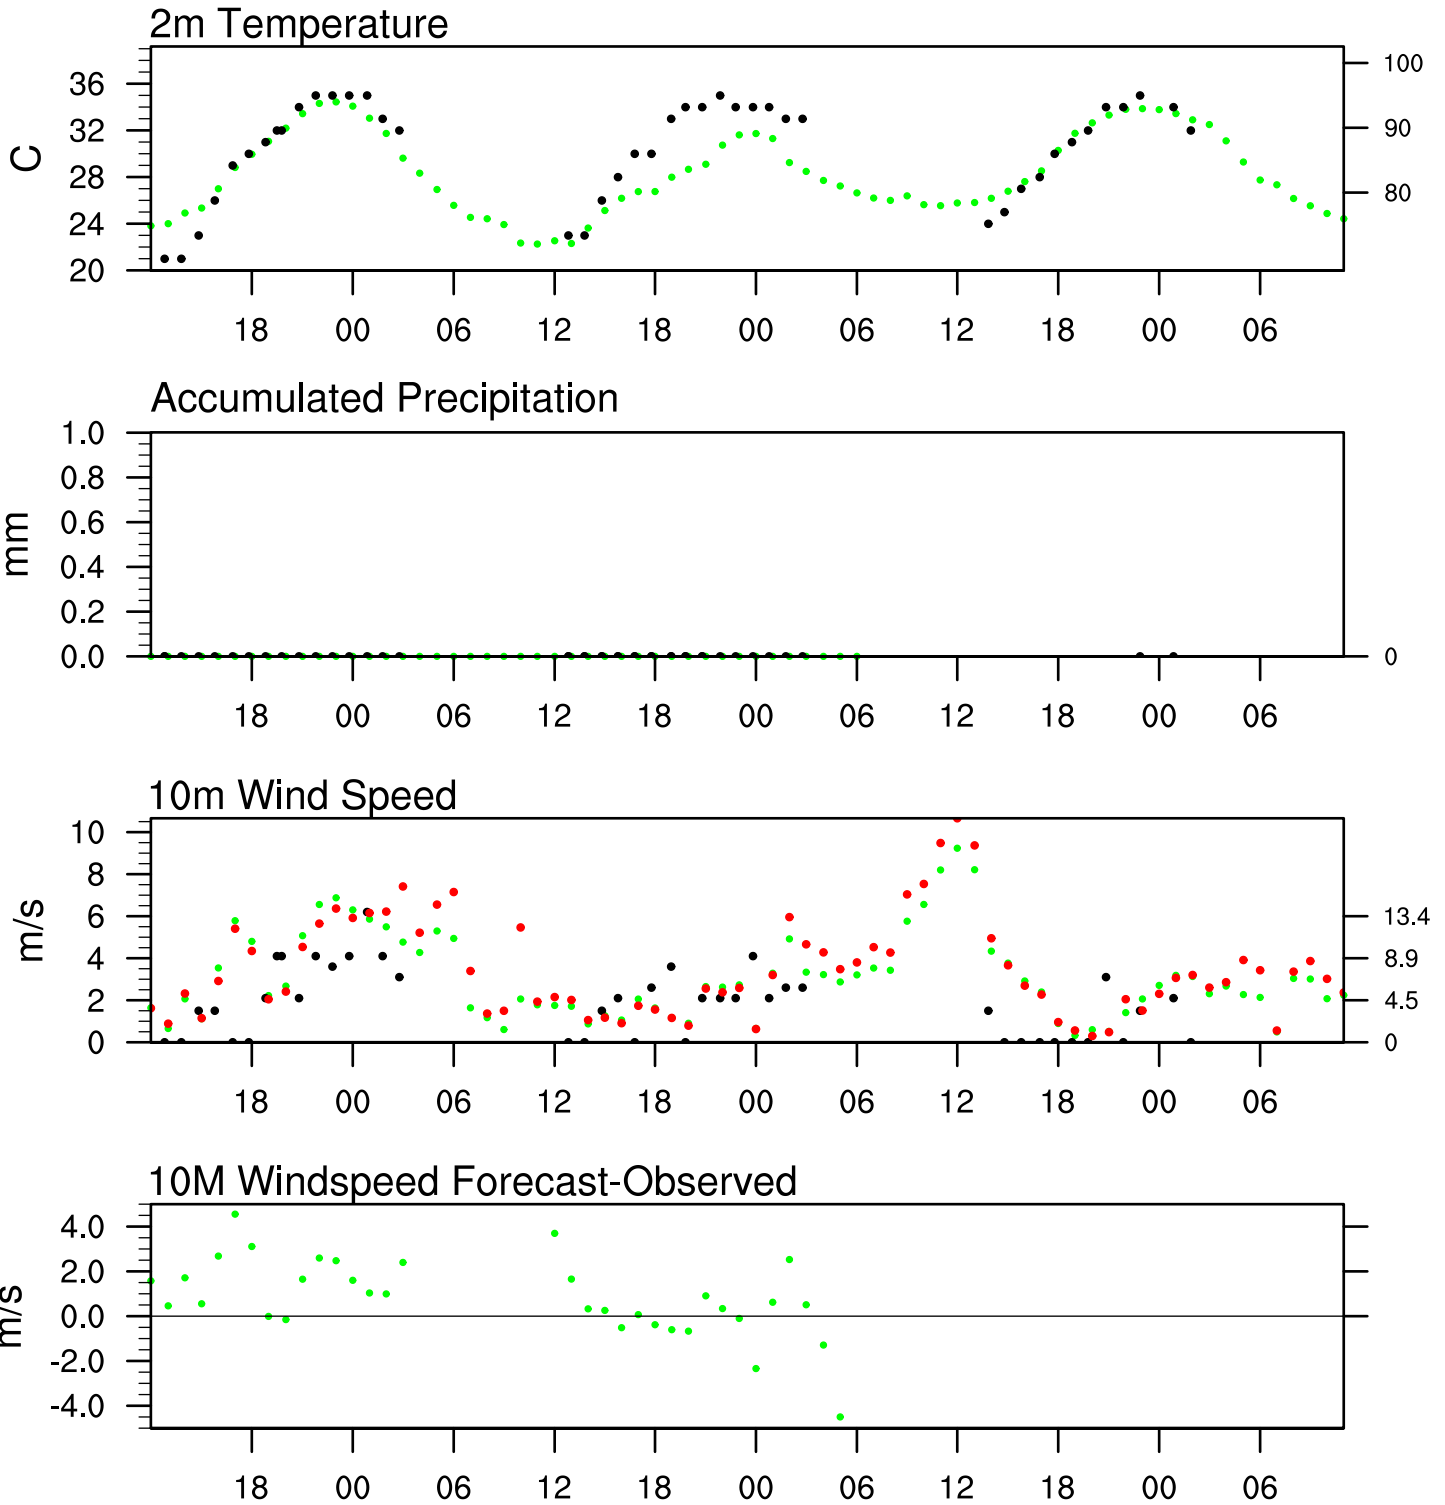 2m Temperature
36
32
28
24
20
C
100
90
80
18 00 06 12 18 00 06 12 18 00 06
Accumulated Precipitation
1.0
0.8
0.6
0.4
0.2
0.0
mm
0
18 00 06 12 18 00 06 12 18 00 06
10m Wind Speed
10
8
6
4
2
0
m/s
13.4
8.9
4.5
0
18 00 06 12 18 00 06 12 18 00 06
10M Windspeed Forecast-Observed
4.0
2.0
0.0
-2.0
-4.0
m/s
18 00 06 12 18 00 06 12 18 00 06